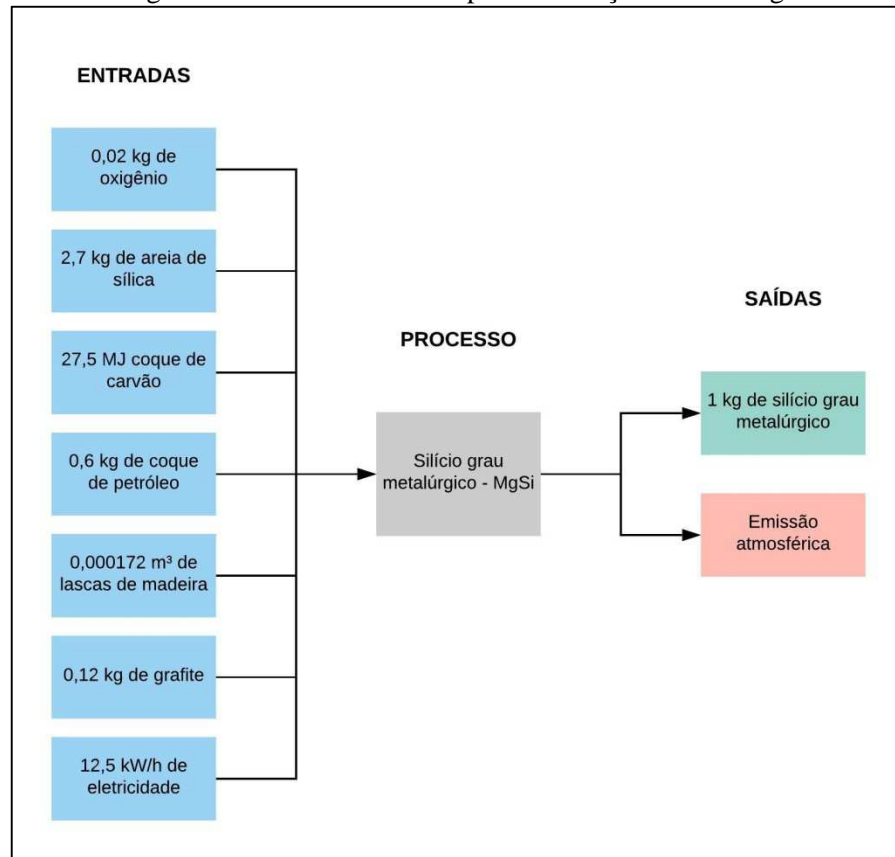 ENTRADAS
0,02 kg de
oxigênio
2,7 kg de areia de
sílica
27,5 MJ coque de
carvão
0,6 kg de coque
de petróleo
0,000172 m³ de
lascas de madeira
0,12 kg de grafite
12,5 kW/h de
eletricidade
PROCESSO
Silício grau
metalúrgico - MgSi
SAÍDAS
1 kg de silício grau
metalúrgico
Emissão
atmosférica